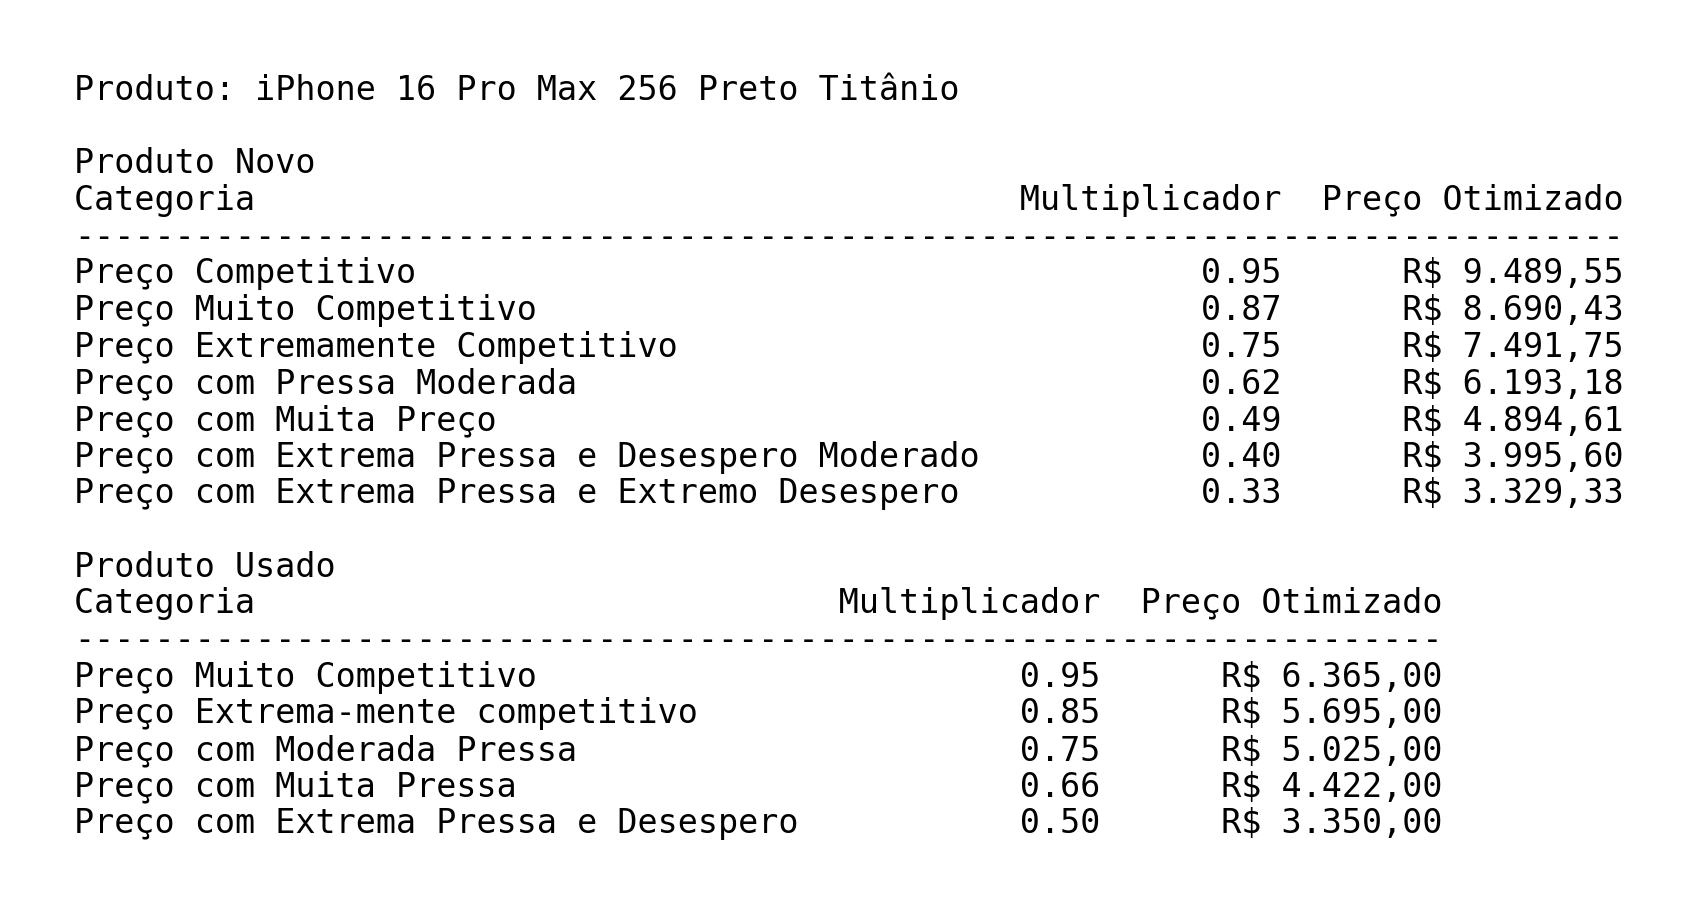 Produto: iPhone 16 Pro Max 256 Preto Titânio
Produto Novo
Categoria Multiplicador Preço Otimizado
-----------------------------------------------------------------------------
Preço Competitivo 0.95 R$ 9.489,55
Preço Muito Competitivo 0.87 R$ 8.690,43
Preço Extremamente Competitivo 0.75 R$ 7.491,75
Preço com Pressa Moderada 0.62 R$ 6.193,18
Preço com Muita Preço 0.49 R$ 4.894,61
Preço com Extrema Pressa e Desespero Moderado 0.40 R$ 3.995,60
Preço com Extrema Pressa e Extremo Desespero 0.33 R$ 3.329,33
Produto Usado
Categoria Multiplicador Preço Otimizado
--------------------------------------------------------------------
Preço Muito Competitivo 0.95 R$ 6.365,00
Preço Extrema-mente competitivo 0.85 R$ 5.695,00
Preço com Moderada Pressa 0.75 R$ 5.025,00
Preço com Muita Pressa 0.66 R$ 4.422,00
Preço com Extrema Pressa e Desespero 0.50 R$ 3.350,00